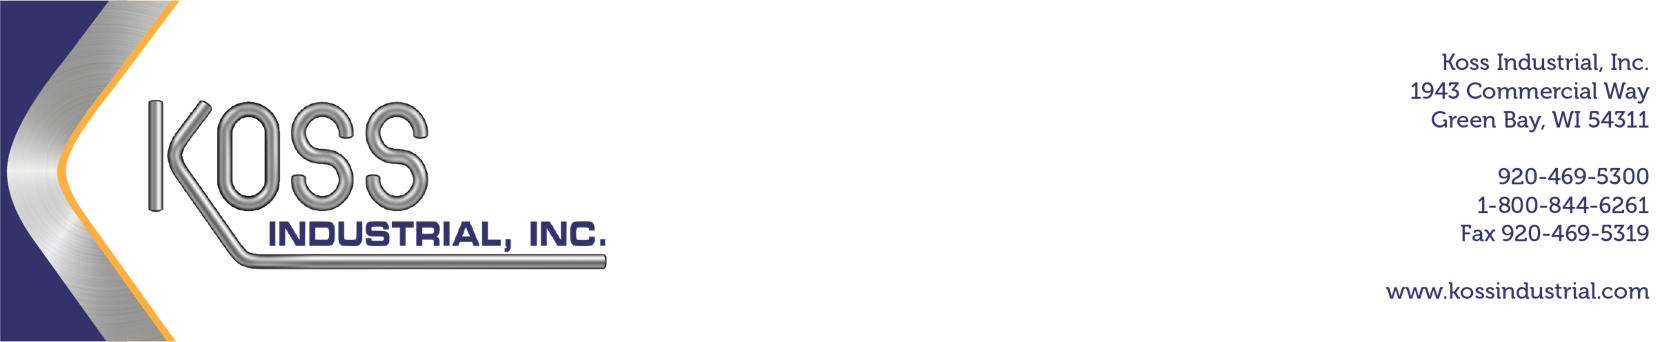 KOSS
INDUSTRIAL, INC.
Koss Industrial, Inc.
1943 Commercial Way
Green Bay, WI 54311
920-469-5300
1-800-844-6261
Fax 920-469-5319
www.kossindustrial.com